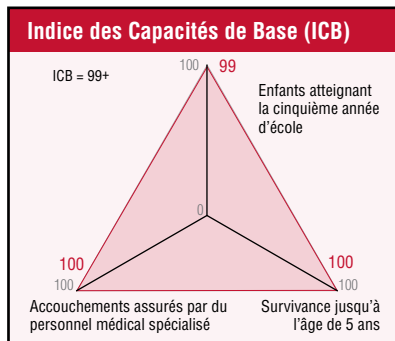 Indice des Capacités de Base (ICB)
ICB = 99+
100 99
Enfants atteignant
la cinquième année
d'école
0
100
100
100
100
Accouchements assurés par du
personnel médical spécialisé
Survivance jusqu'à
l'âge de 5 ans